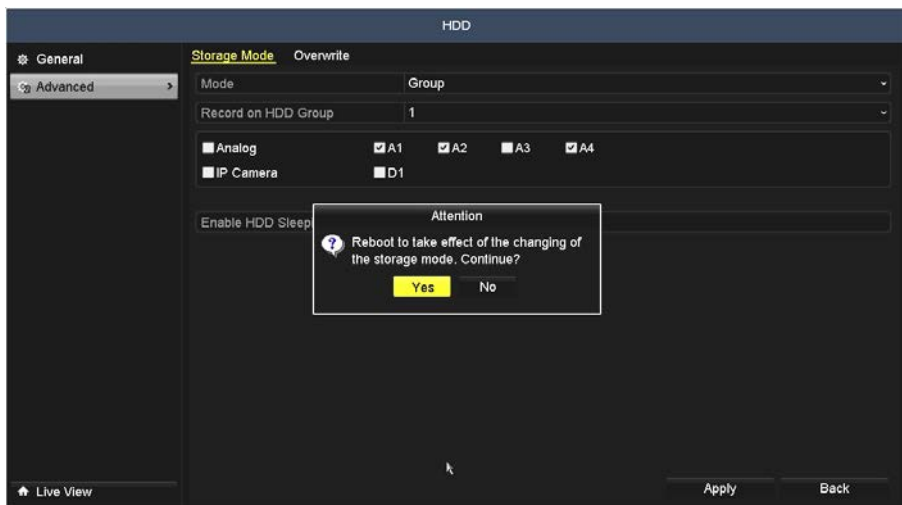 HDD
General
Advanced
Storage Mode Overwrite
Mode Group
Record on HDD Group 1
Analog A1 A2 A3 A4
IP Camera D1
Enable HDD Sleep
Attention
Reboot to take effect of the changing of
the storage mode. Continue?
Yes No
Live View
Apply Back